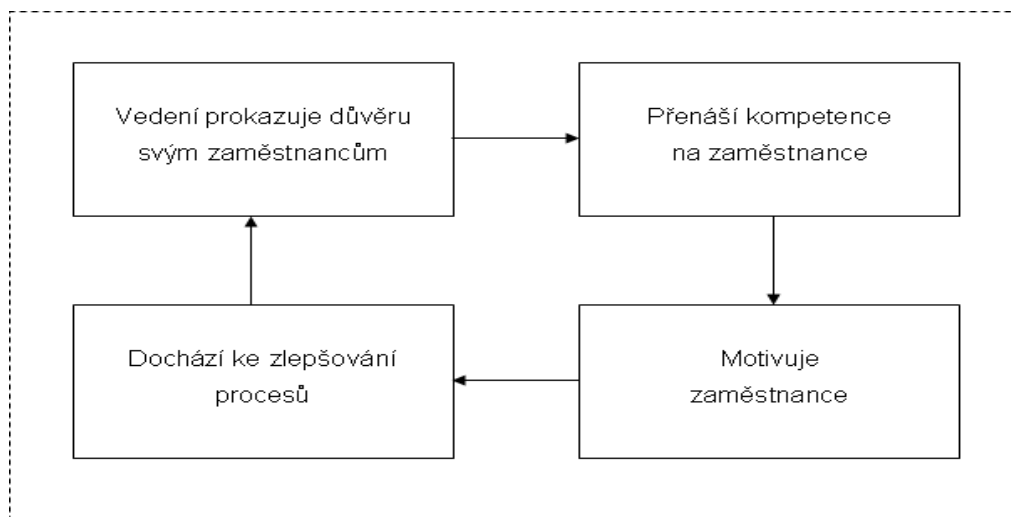 Vedení prokazuje důvěru
svým zaměstnancům
Přenáší kompetence
na zaměstnance
Motivuje
zaměstnance
Dochází ke zlepšování
procesů